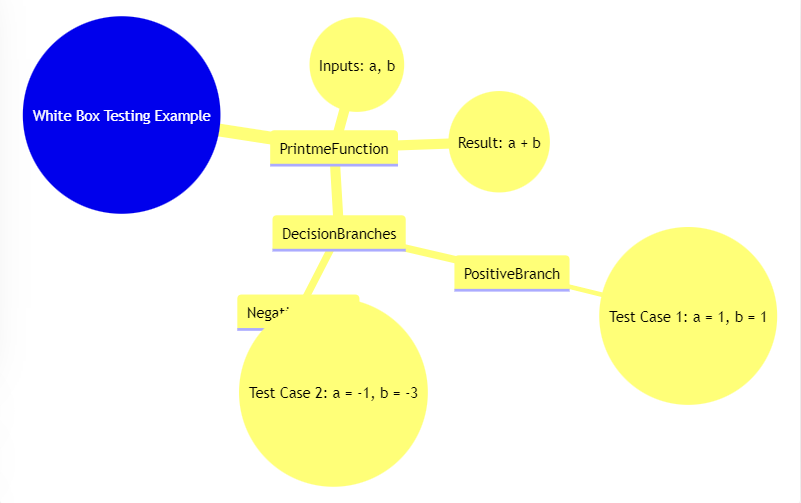 Inputs: a, b
White Box Testing Example
Result: a + b
PrintmeFunction
DecisionBranches
PositiveBranch
Test Case 1: a = 1, b = 1
Test Case 2: a = -1, b = -3